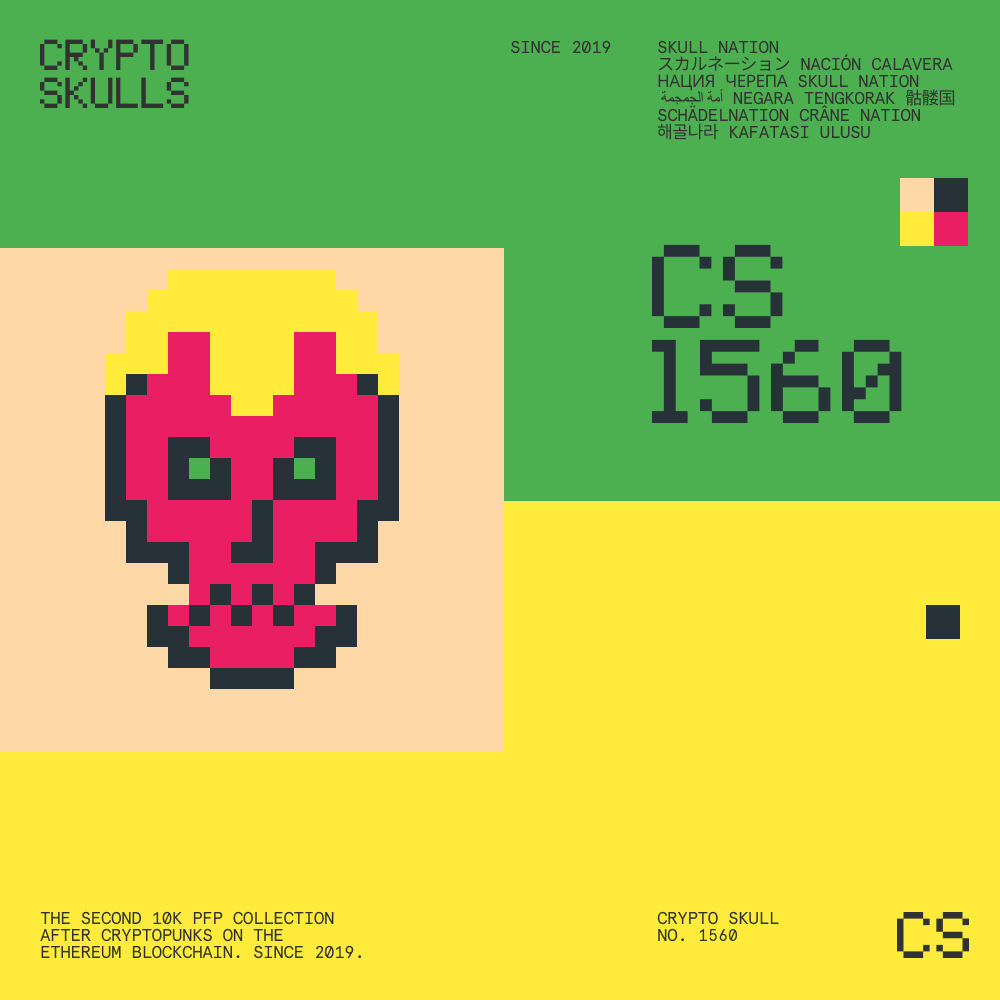 CRYPTO
SKULLS
SINCE 2019
SKULL NATION
スカルネーション NACIÓN CALAVERA
НАЦИЯ ЧЕРЕПА SKULL NATION
أمة الجمجمة NEGARA TENGKORAK 骷髅国
SCHÄDELNATION CRÂNE NATION
해골나라 KAFATASI ULUSU
CS
1560
THE SECOND 10K PFP COLLECTION
AFTER CRYPTOPUNKS ON THE
ETHEREUM BLOCKCHAIN. SINCE 2019.
CRYPTO SKULL
NO. 1560
CS